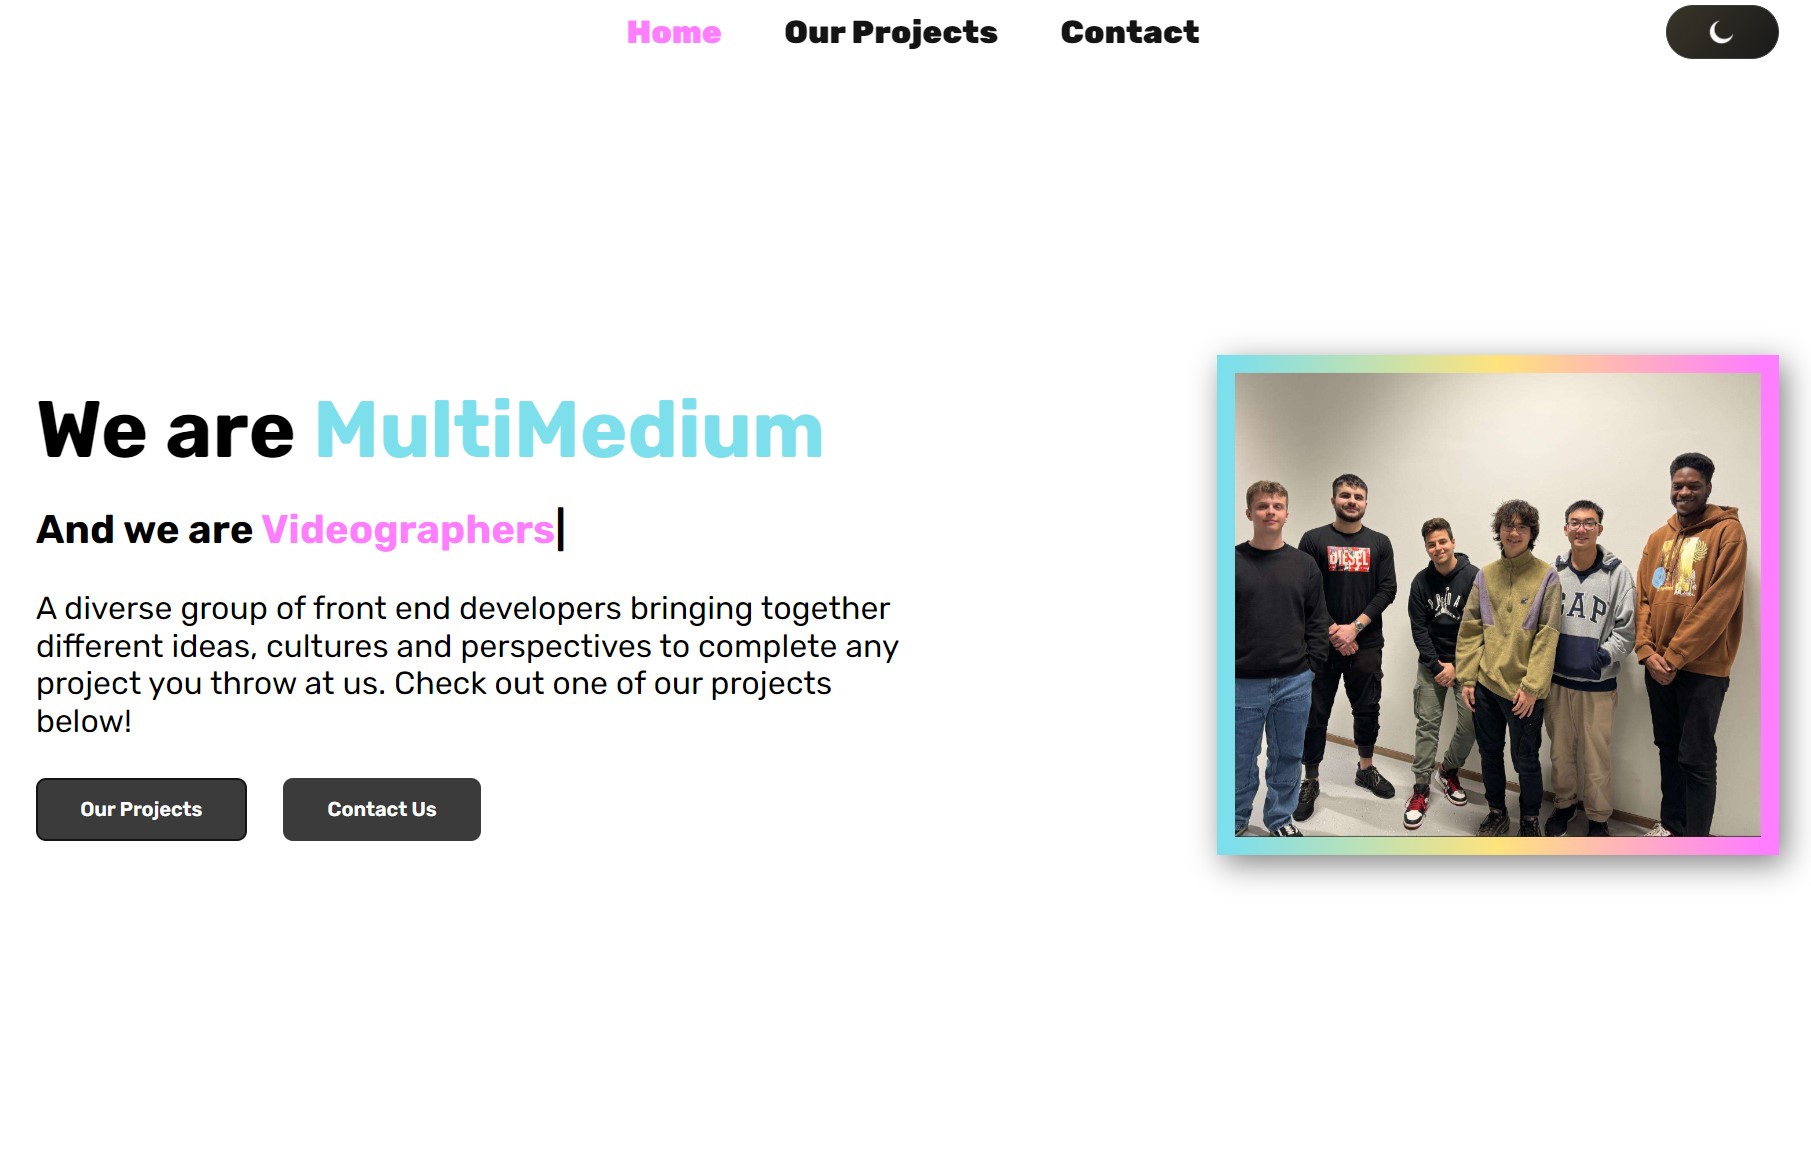 Home Our Projects Contact
We are MultiMedium
And we are Videographers
A diverse group of front end developers bringing together
different ideas, cultures and perspectives to complete any
project you throw at us. Check out one of our projects
below!
Our Projects Contact Us
DIESEL
GAP